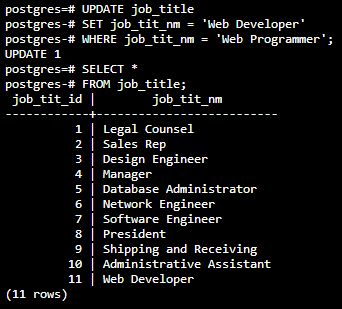 postgres=# UPDATE job_title
postgres-# SET job_tit_nm = 'Web Developer'
postgres-# WHERE job_tit_nm = 'Web Programmer';
UPDATE 1
postgres=# SELECT *
postgres-# FROM job_title;
 job_tit_id |       job_tit_nm
------------+-------------------------
          1 | Legal Counsel
          2 | Sales Rep
          3 | Design Engineer
          4 | Manager
          5 | Database Administrator
          6 | Network Engineer
          7 | Software Engineer
          8 | President
          9 | Shipping and Receiving
         10 | Administrative Assistant
         11 | Web Developer
(11 rows)